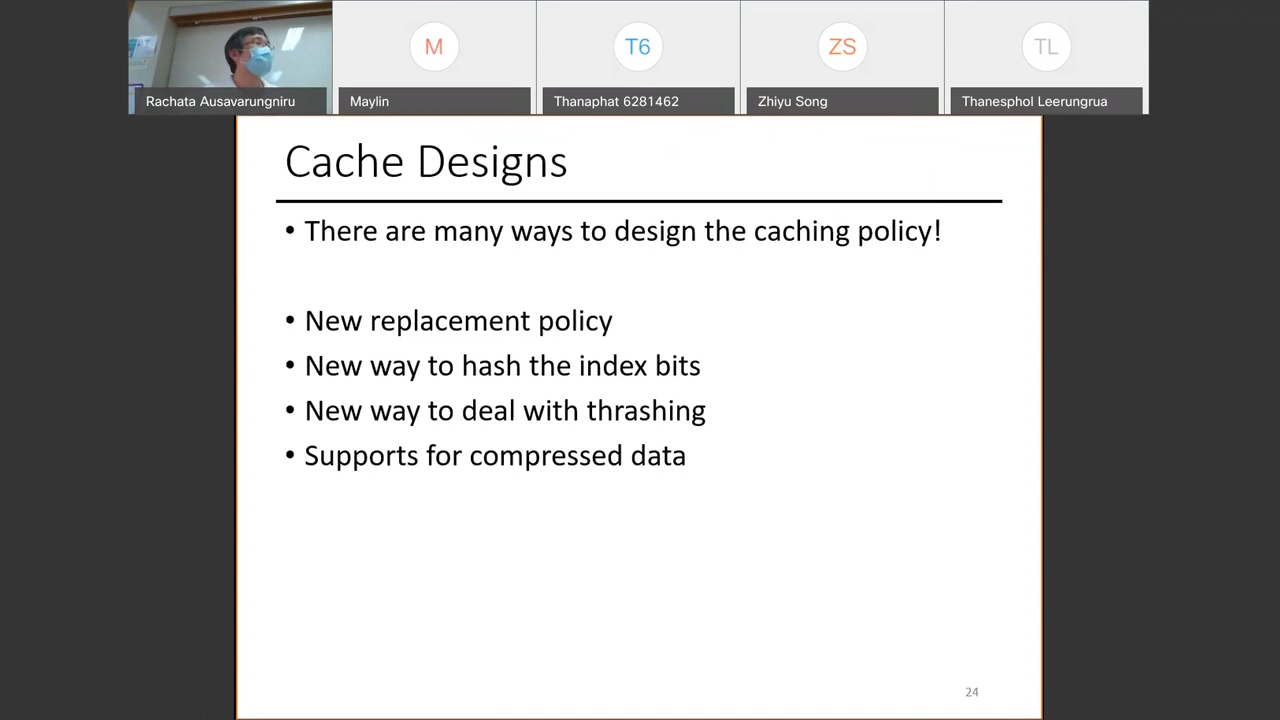 M
T6
ZS
TL
Rachata Ausavarungniru
Maylin
Thanaphat 6281462
Zhiyu Song
Thanesphol Leerungrua
Cache Designs
• There are many ways to design the caching policy!
• New replacement policy
• New way to hash the index bits
• New way to deal with thrashing
• Supports for compressed data
24